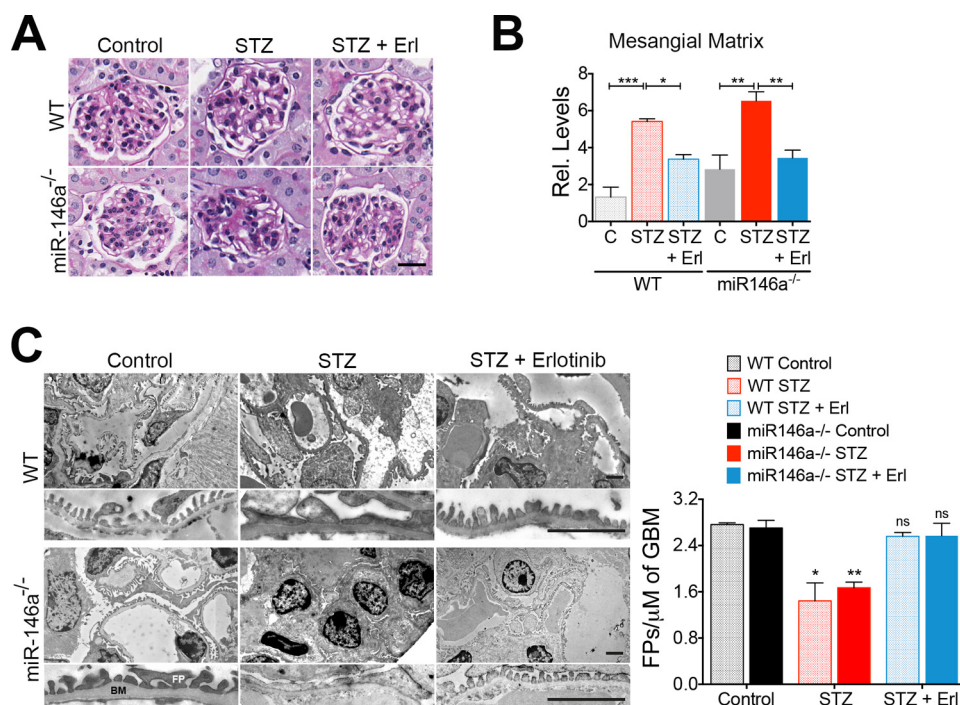 A
Control STZ STZ + Erl
WT
miR-146a-/-
B
Mesangial Matrix
*** * ** **
Rel. Levels
8
6
4
2
0
C STZ STZ + Erl C STZ STZ + Erl
WT miR146a-/-
C
Control STZ STZ + Erlotinib
WT
miR-146a-/-
FP
BM
WT Control
WT STZ
WT STZ + Erl
miR146a-/- Control
miR146a-/- STZ
miR146a-/- STZ + Erl
FPs/μM of GBM
3.2
2.4
1.6
0.8
0.0
* ** ns ns
Control STZ STZ + Erl